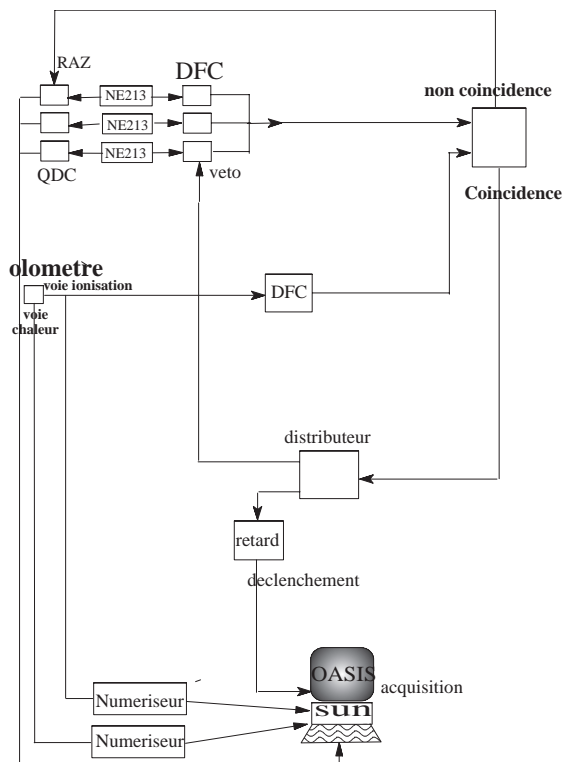 RAZ
DFC
NE213
NE213
NE213
QDC
veto
non coincidence
Coincidence
olometre
voie ionisation
voie
chaleur
DFC
distributeur
retard
declenchement
OASIS
acquisition
sun
Numeriseur
Numeriseur